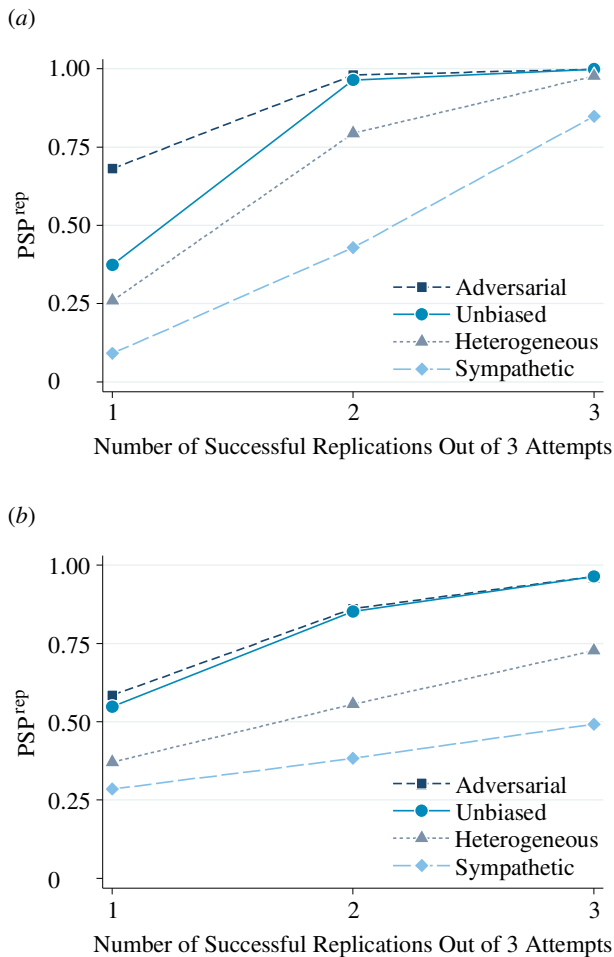 (a)
1.00
0.75
0.50
0.25
0
PSP^rep
Adversarial
Unbiased
Heterogeneous
Sympathetic
1 2 3
Number of Successful Replications Out of 3 Attempts
(b)
1.00
0.75
0.50
0.25
0
PSP^rep
Adversarial
Unbiased
Heterogeneous
Sympathetic
1 2 3
Number of Successful Replications Out of 3 Attempts